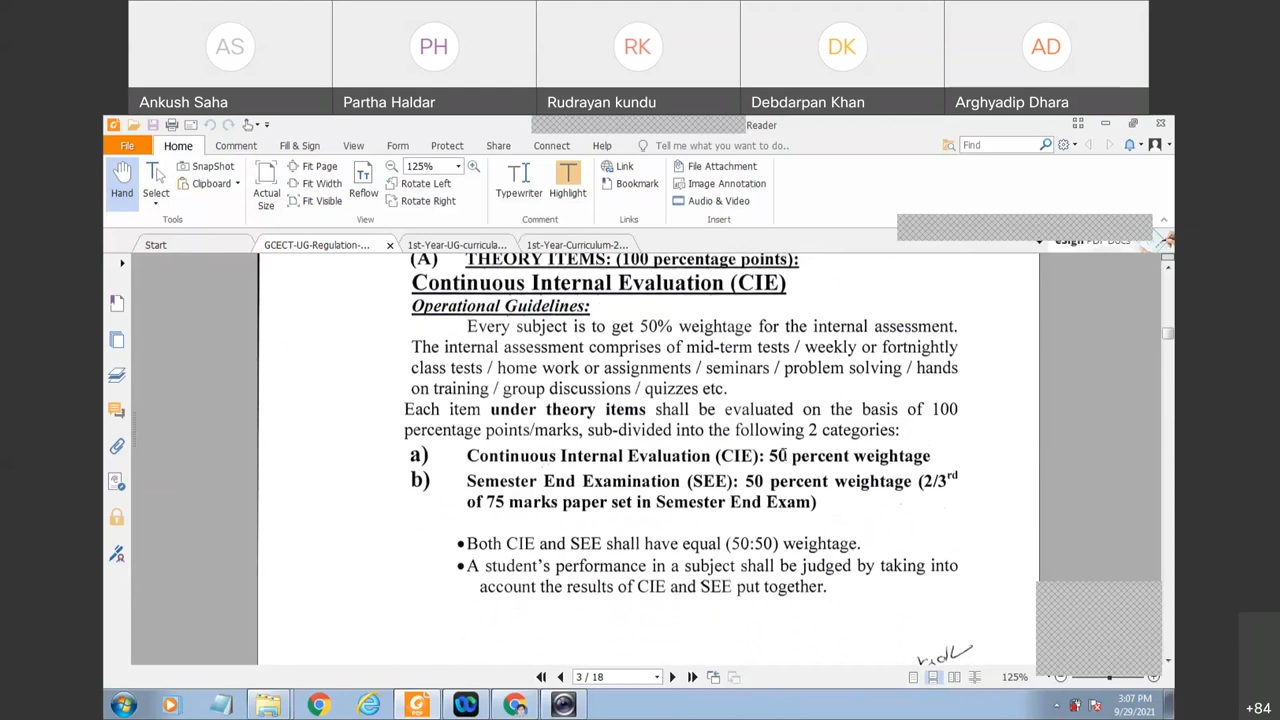 AS
PH
RK
DK
AD
Ankush Saha
Partha Haldar
Rudrayan kundu
Debdarpan Khan
Arghyadip Dhara
Reader
File
Home
Comment
Fill & Sign
View
Form
Protect
Share
Connect
Help
Tell me what you want to do..
Find
Hand
Select
SnapShot
Clipboard
Tools
Actual
Size
Fit Page
Fit Width
Fit Visible
Reflow
125%
Rotate Left
Rotate Right
View
Typewriter
Highlight
Comment
Link
Bookmark
Links
File Attachment
Image Annotation
Audio & Video
Insert
Start
GCECT-UG-Regulation-...
1st-Year-UG-curricula...
1st-Year-Curriculum-2...
eSign PDF Docs
(A) THEORY ITEMS: (100 percentage points):
Continuous Internal Evaluation (CIE)
Operational Guidelines:
Every subject is to get 50% weightage for the internal assessment.
The internal assessment comprises of mid-term tests / weekly or fortnightly
class tests / home work or assignments / seminars / problem solving / hands
on training / group discussions / quizzes etc.
Each item under theory items shall be evaluated on the basis of 100
percentage points/marks, sub-divided into the following 2 categories:
a) Continuous Internal Evaluation (CIE): 50 percent weightage
b) Semester End Examination (SEE): 50 percent weightage (2/3rd
of 75 marks paper set in Semester End Exam)
•Both CIE and SEE shall have equal (50:50) weightage.
•A student's performance in a subject shall be judged by taking into
account the results of CIE and SEE put together.
3 / 18
125%
3:07 PM
9/29/2021
+84